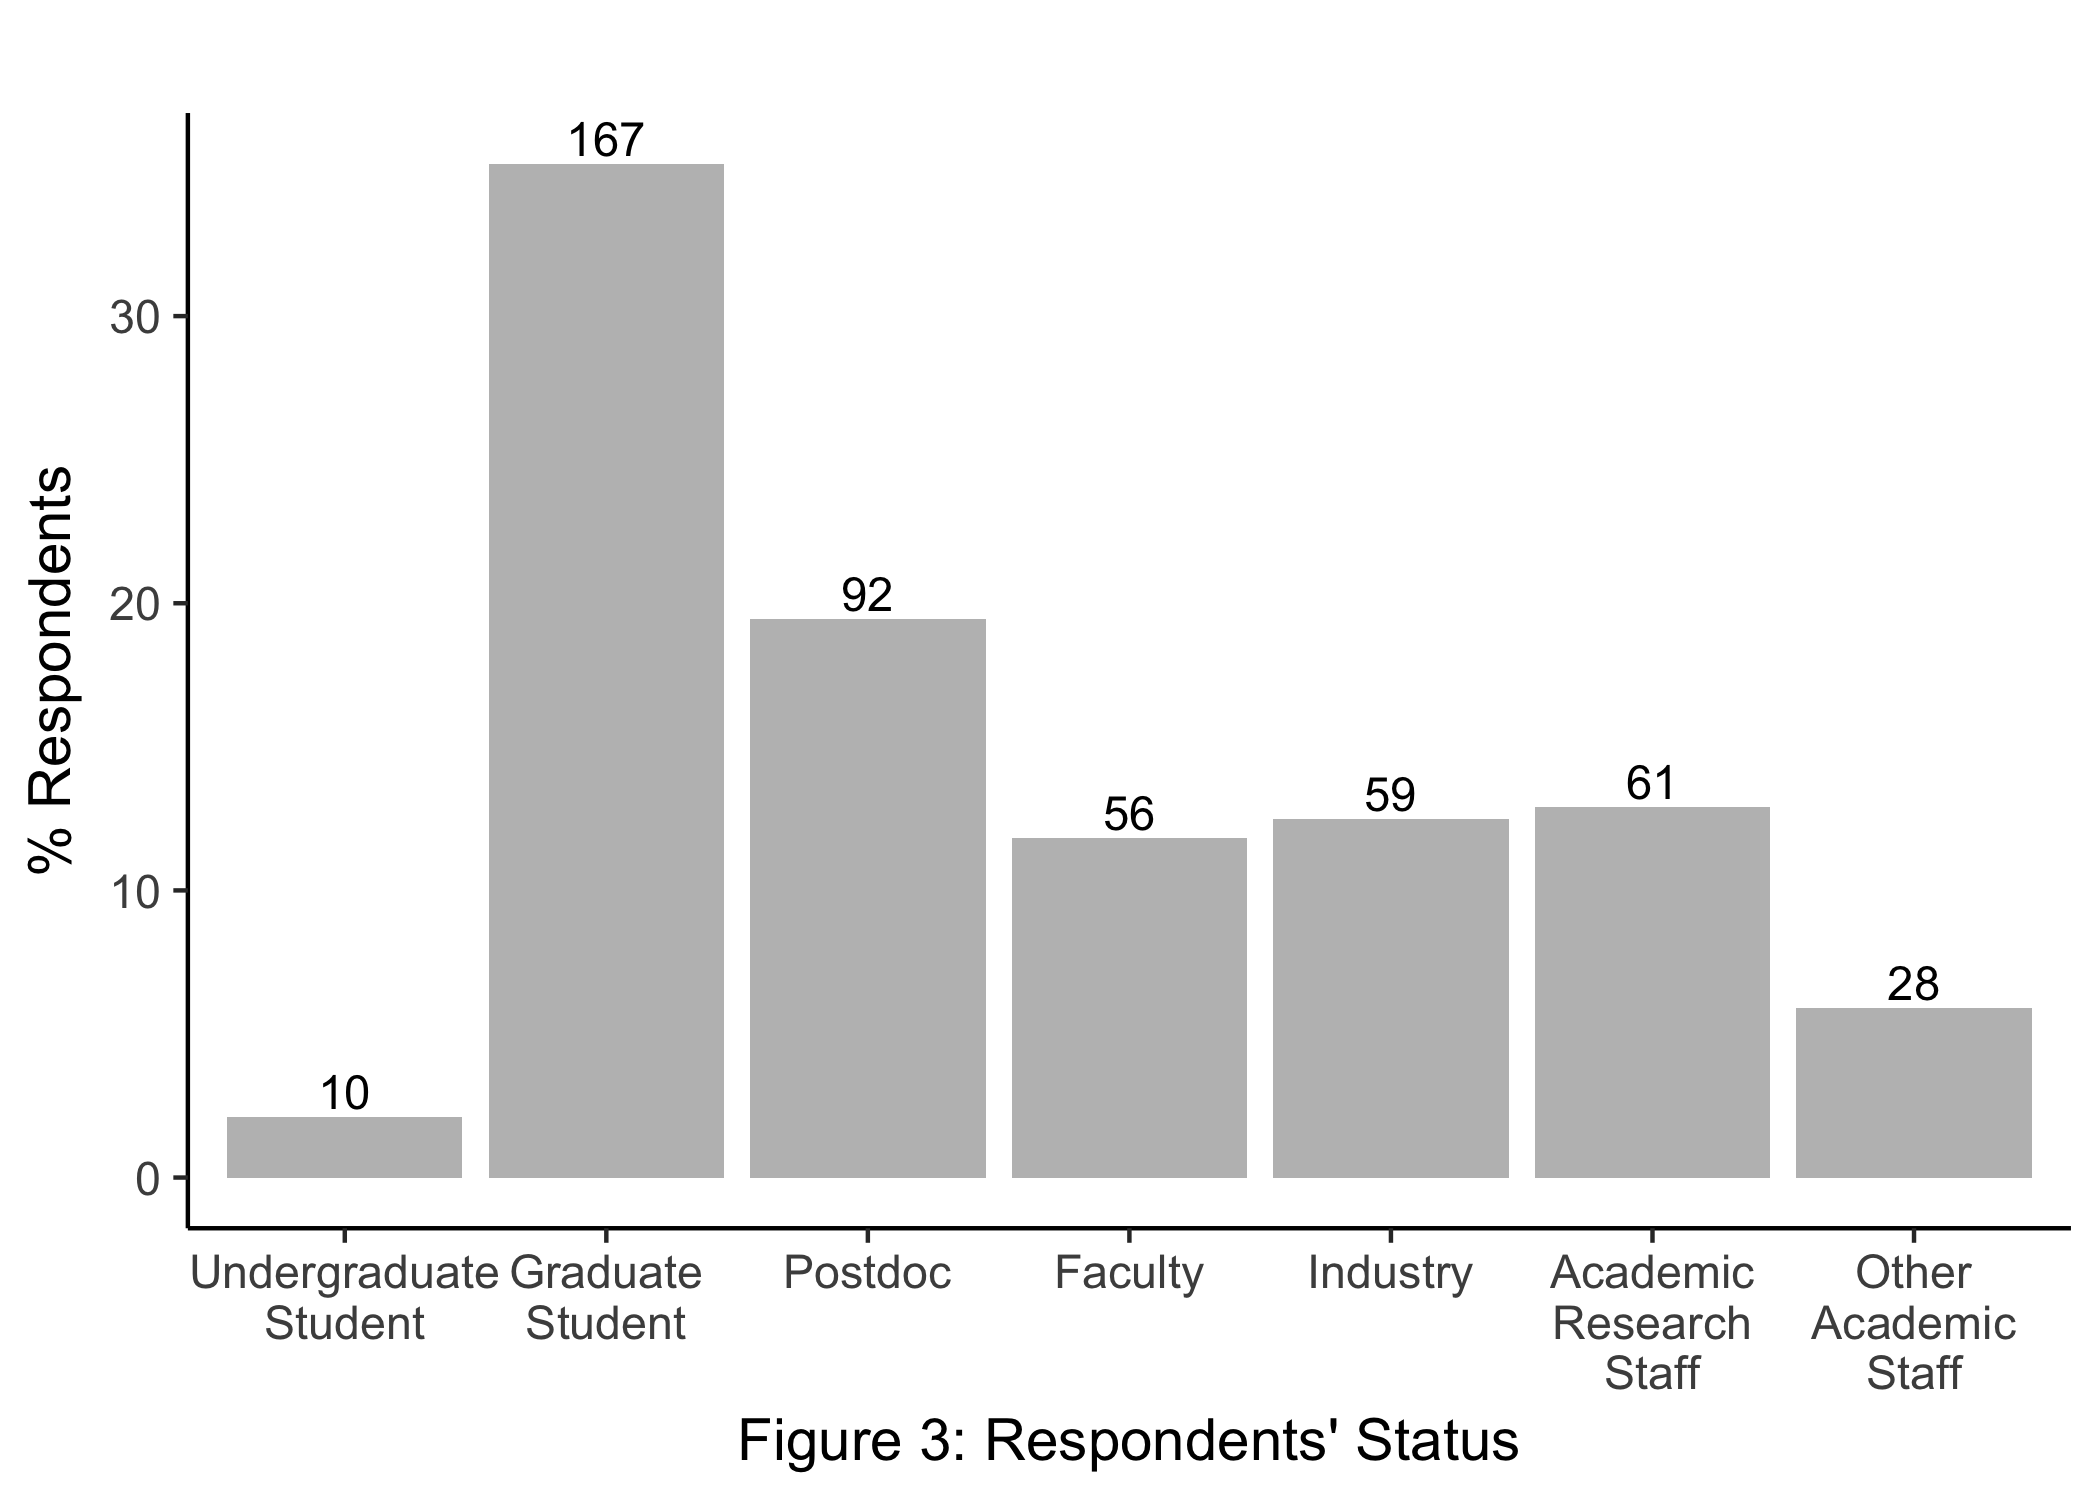 % Respondents
30
20
10
0
10
167
92
56
59
61
28
Undergraduate
Student
Graduate
Student
Postdoc
Faculty
Industry
Academic
Research
Staff
Other
Academic
Staff
Figure 3: Respondents' Status